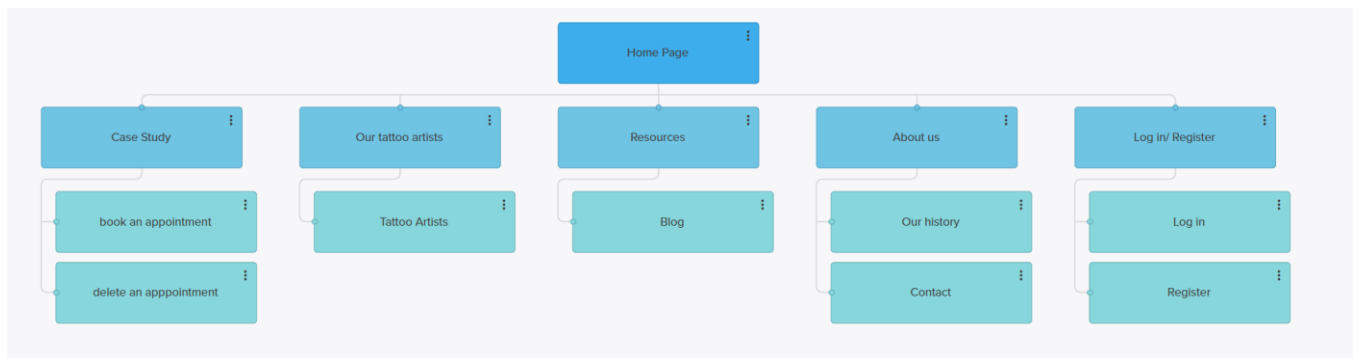 Home Page
Case Study
Our tattoo artists
Resources
About us
Log in/ Register
book an appointment
Tattoo Artists
Blog
Our history
Log in
delete an apppointment
Contact
Register